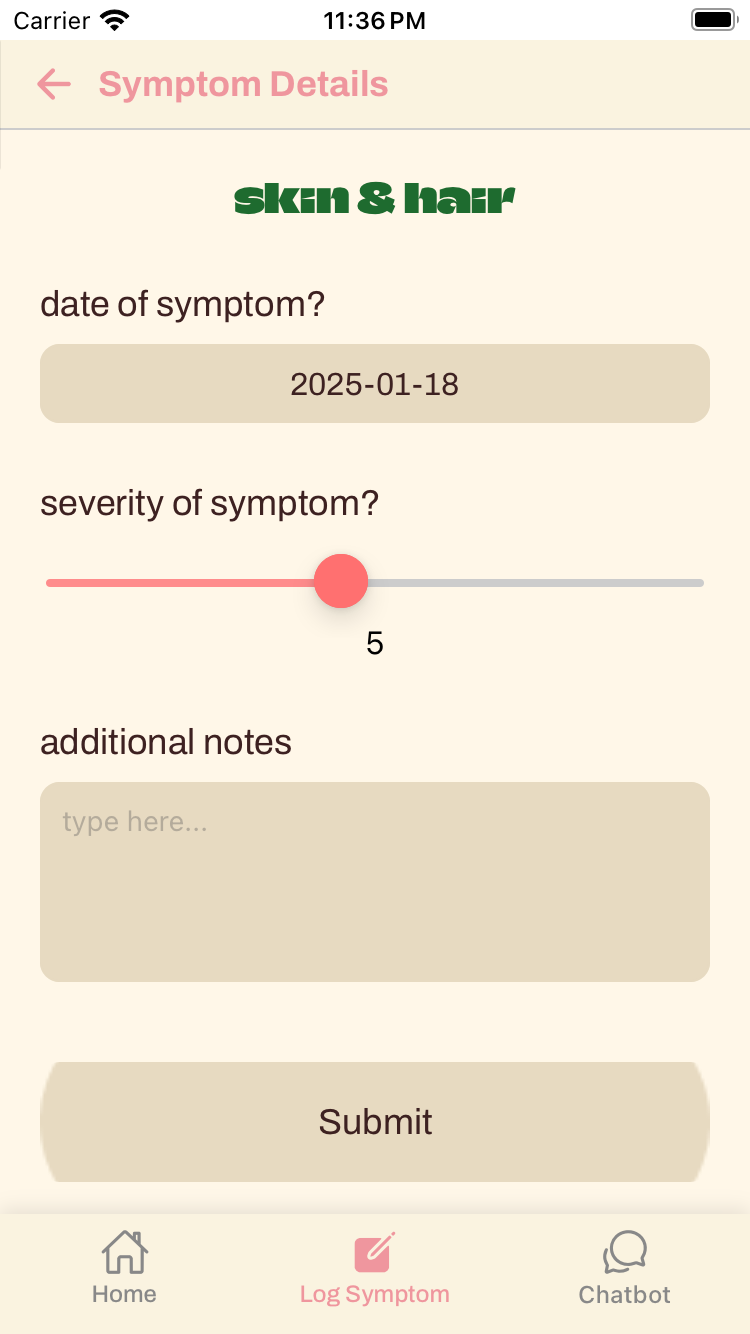 Carrier 11:36 PM
Symptom Details
skin & hair
date of symptom?
2025-01-18
severity of symptom?
5
additional notes
type here...
Submit
Home Log Symptom Chatbot